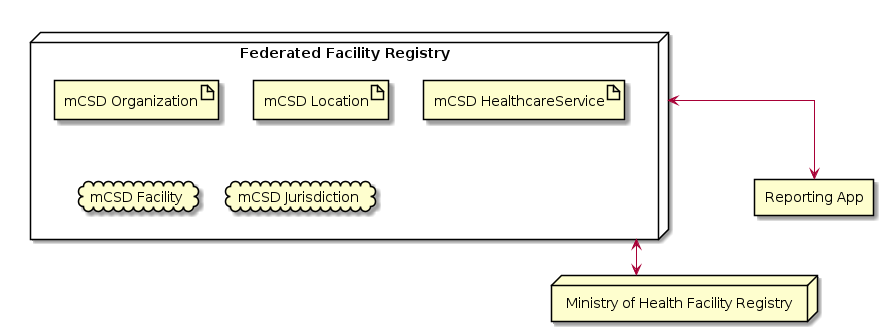 Federated Facility Registry
mCSD Organization
mCSD Location
mCSD HealthcareService
mCSD Facility
mCSD Jurisdiction
Reporting App
Ministry of Health Facility Registry